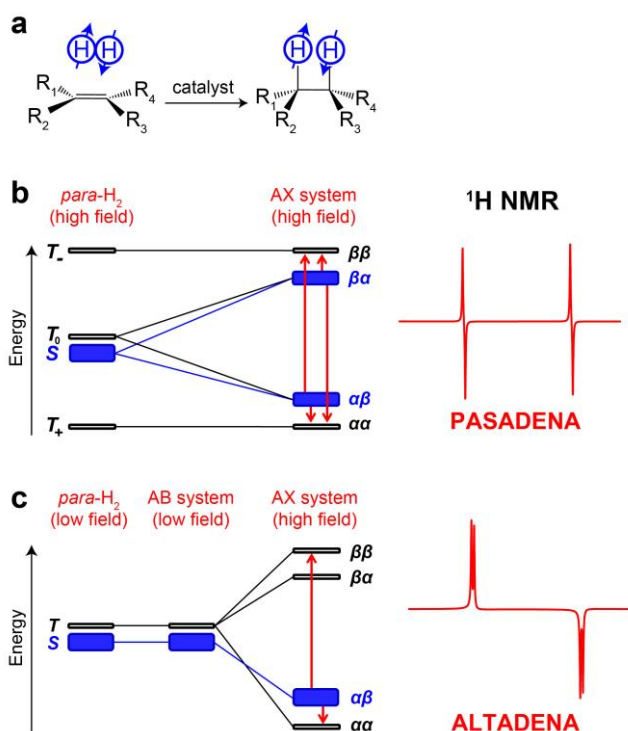 a
H H
H H
R₁ R₄
R₂ R₃
catalyst
R₁ R₄
R₂ R₃
b
para-H₂
(high field)
AX system
(high field)
¹H NMR
Energy
T₋
T₀
S
T₊
ββ
βα
αβ
αα
PASADENA
c
para-H₂
(low field)
AB system
(low field)
AX system
(high field)
Energy
T
S
ββ
βα
αβ
αα
ALTADENA